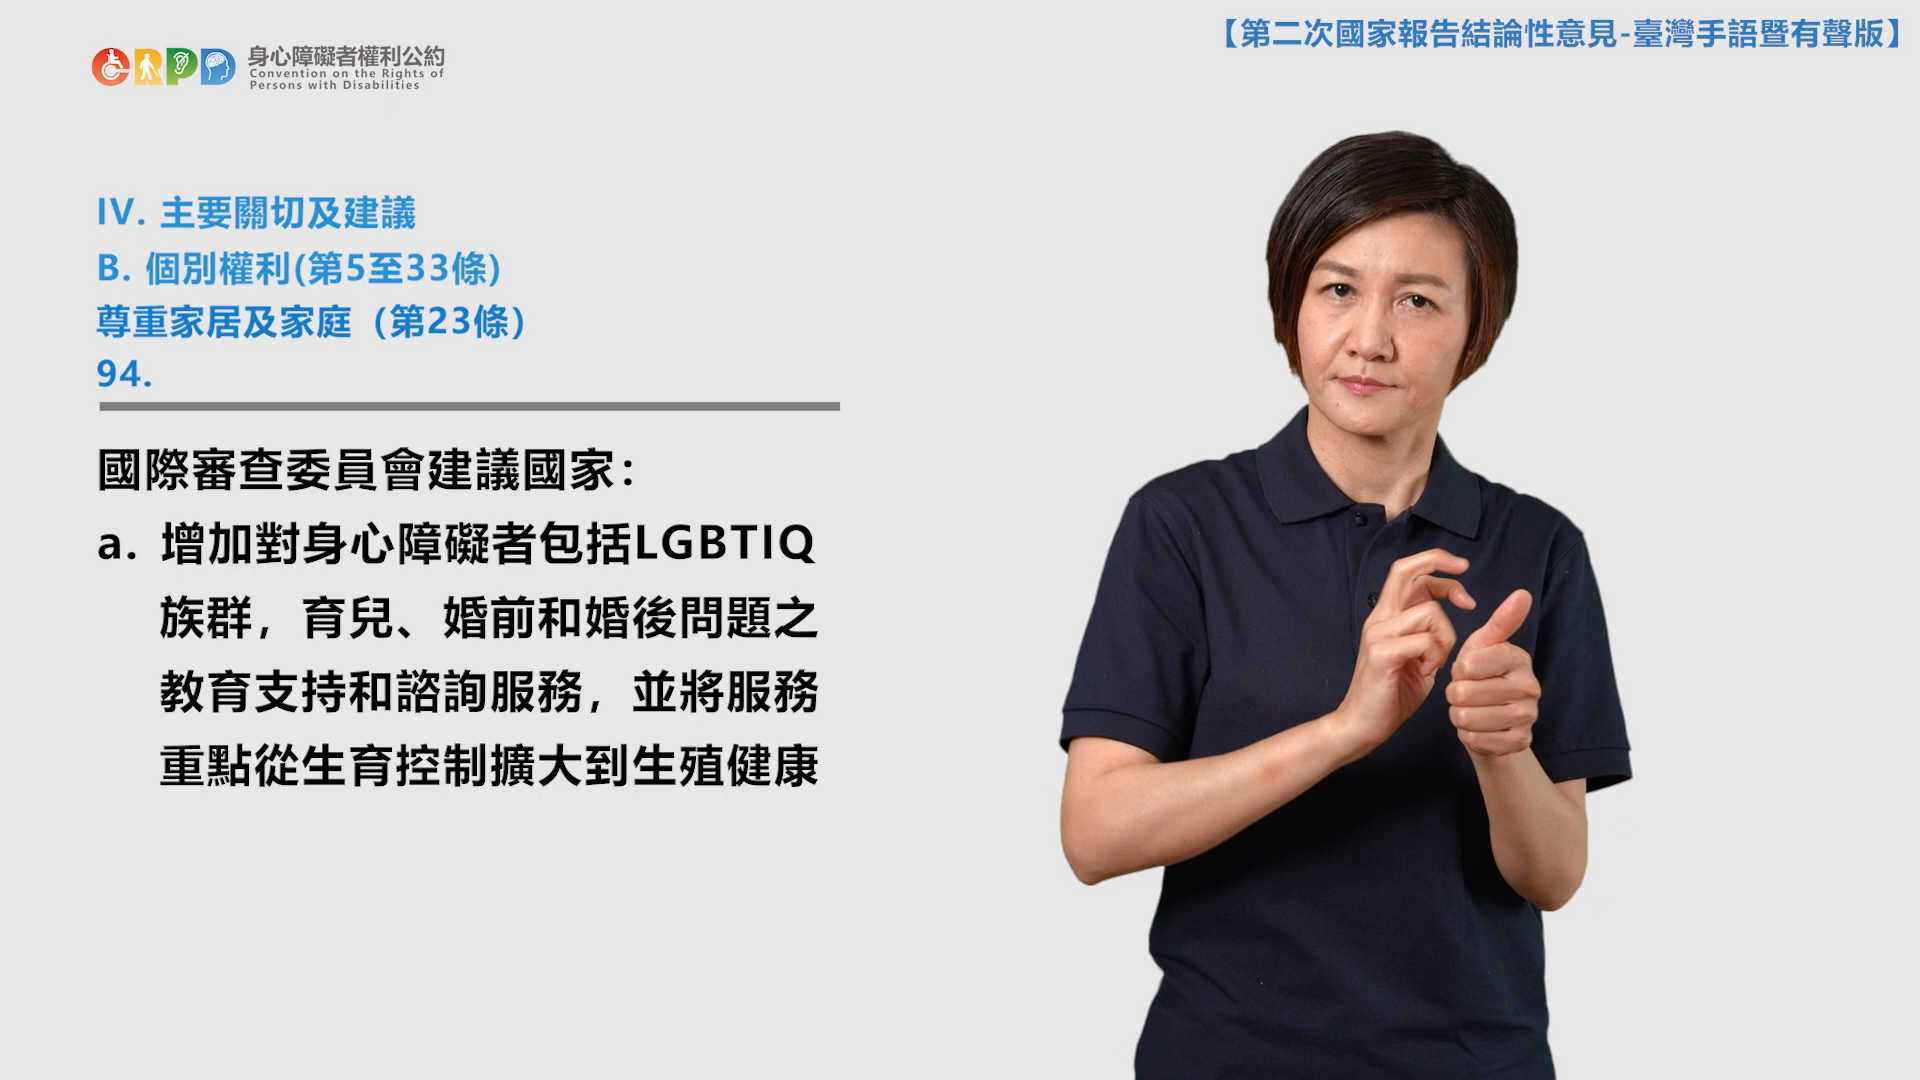 【第二次國家報告結論性意見-臺灣手語暨有聲版】
CRPD 身心障礙者權利公約
Convention on the Rights of
Persons with Disabilities
IV. 主要關切及建議
B. 個別權利(第5至33條)
尊重家居及家庭（第23條）
94.
國際審查委員會建議國家：
a. 增加對身心障礙者包括LGBTIQ
族群，育兒、婚前和婚後問題之
教育支持和諮詢服務，並將服務
重點從生育控制擴大到生殖健康